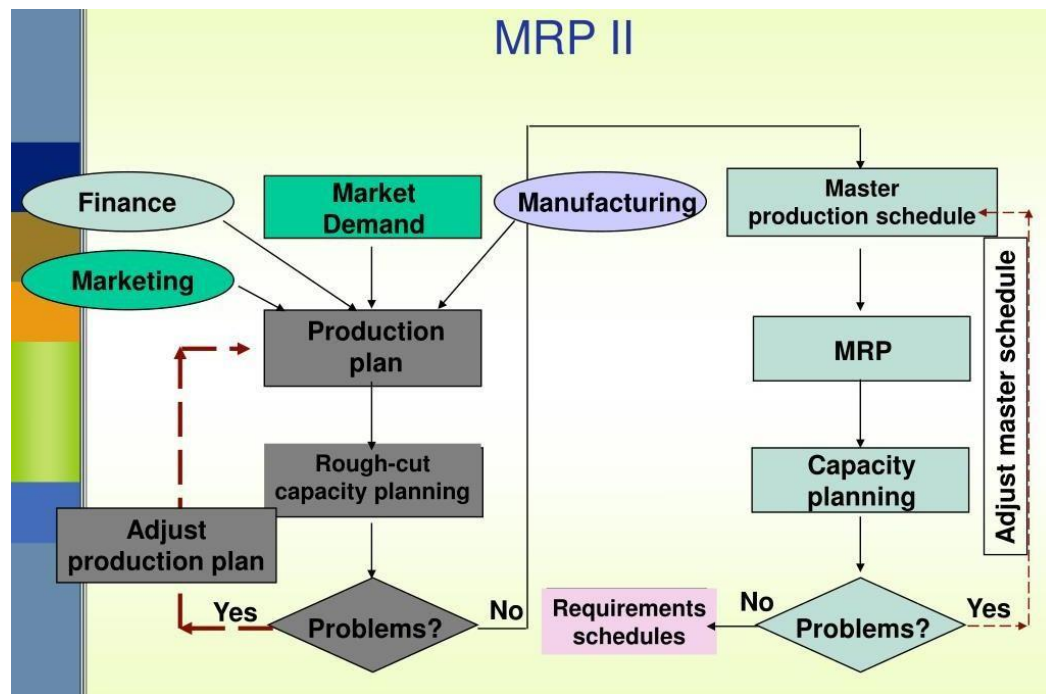 MRP II
Finance
Market
Demand
Manufacturing
Master
production schedule
Marketing
Production
plan
MRP
Adjust master schedule
Rough-cut
capacity planning
Capacity
planning
Adjust
production plan
Yes
Problems?
No
Requirements
schedules
No
Problems?
Yes